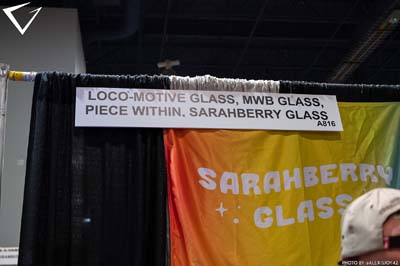 LOCO-MOTIVE GLASS, MWB GLASS,
PIECE WITHIN, SARAHBERRY GLASS
A816
SARAHBERRY
GLASS